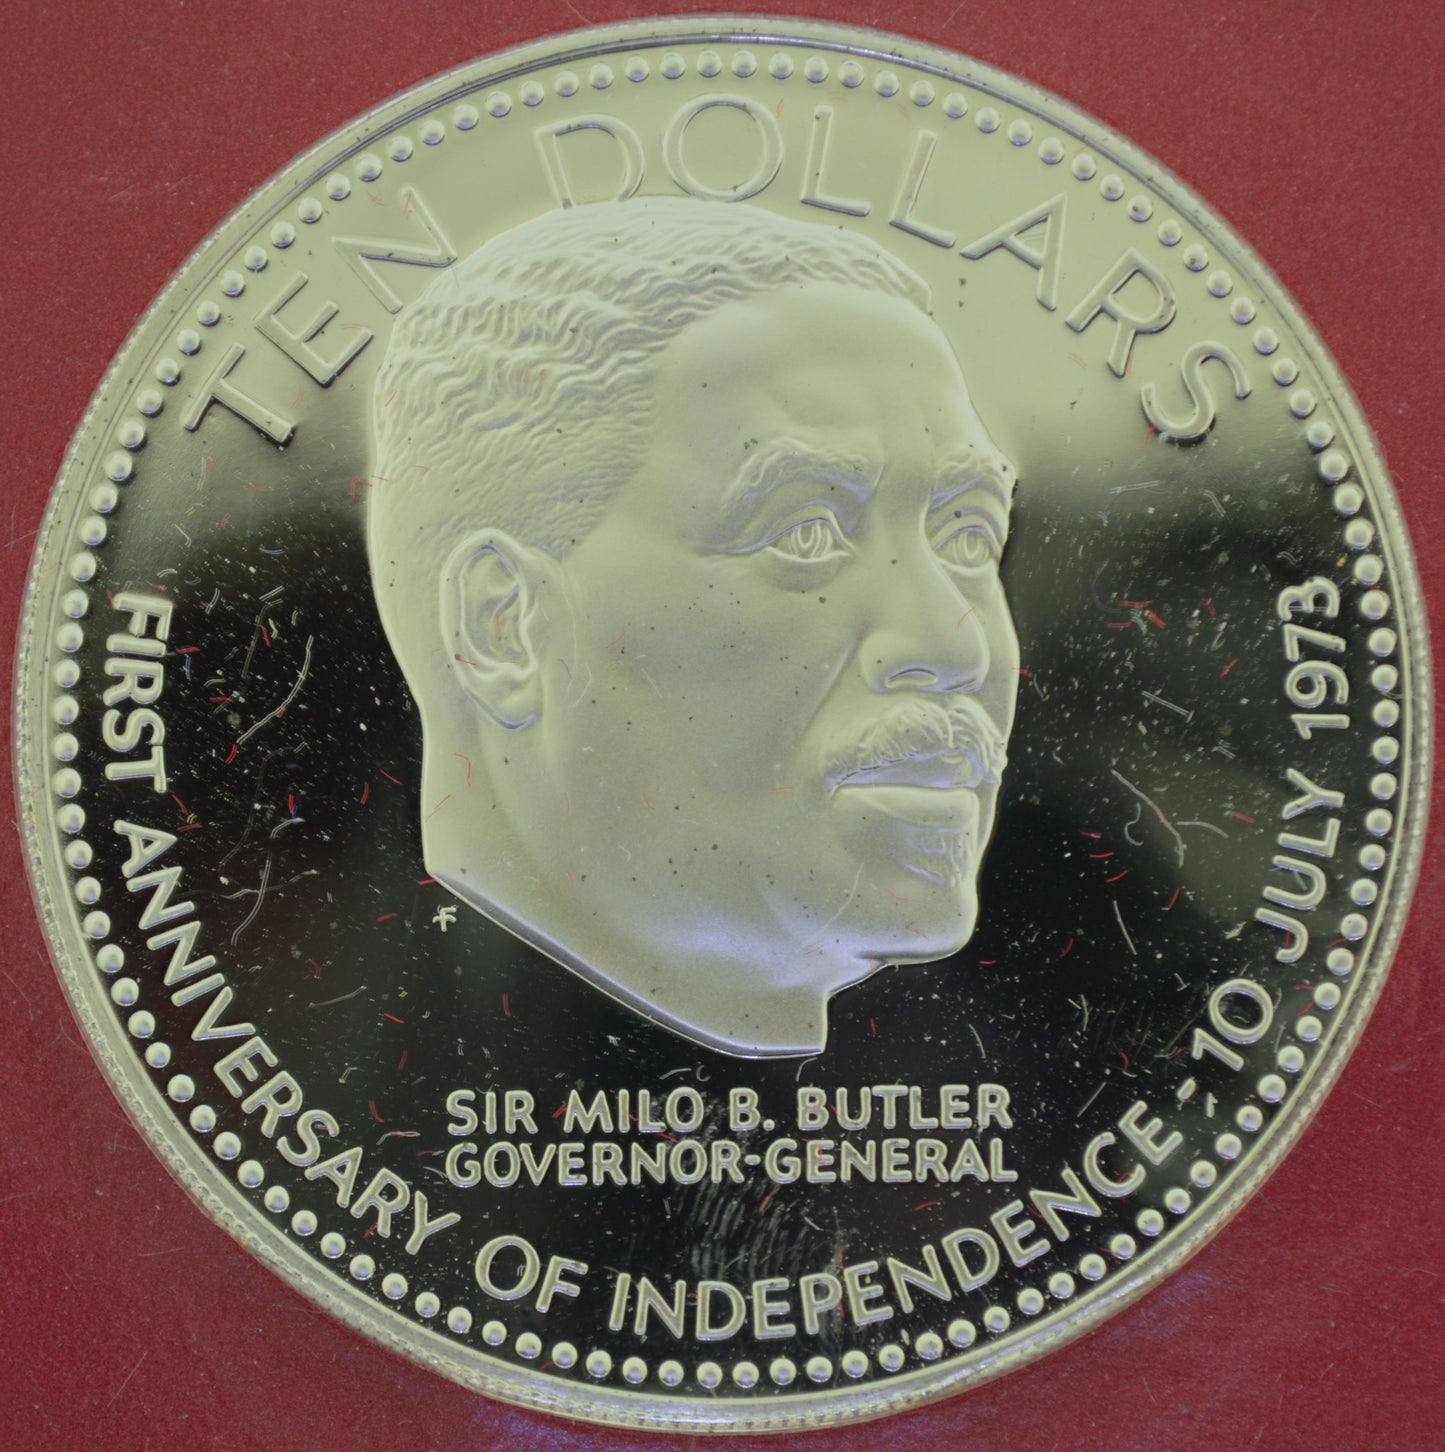 TEN DOLLARS
SIR MILO B. BUTLER
GOVERNOR-GENERAL
FIRST ANNIVERSARY OF INDEPENDENCE - 10 JULY 1973